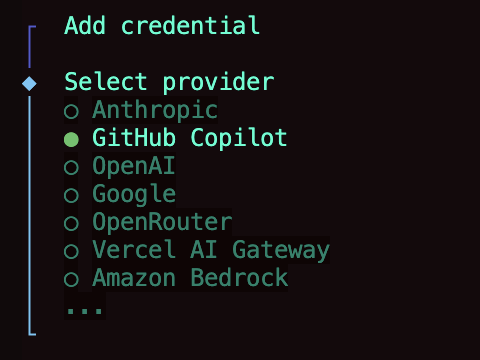 Add credential
Select provider
Anthropic
GitHub Copilot
OpenAI
Google
OpenRouter
Vercel AI Gateway
Amazon Bedrock
...